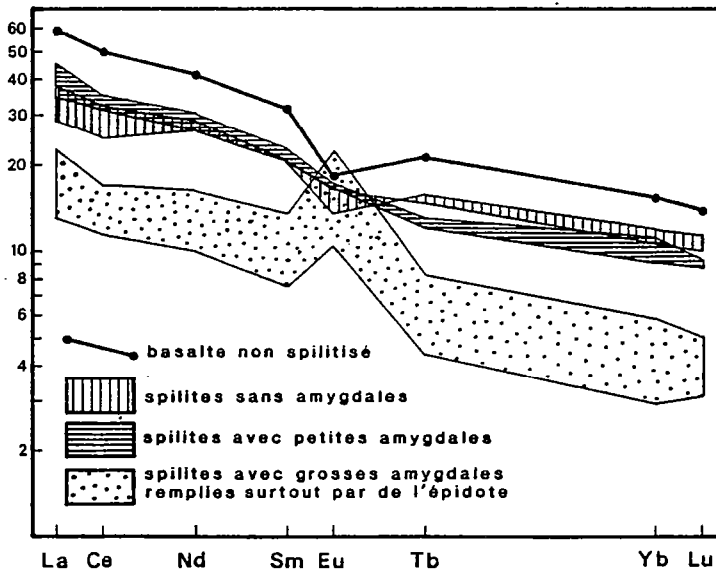 60
50
40
30
20
10
8
6
4
2
basalte non spilitisé
spilites sans amygdales
spilites avec petites amygdales
spilites avec grosses amygdales
remplies surtout par de l'épidote
La Ce Nd Sm Eu Tb Yb Lu